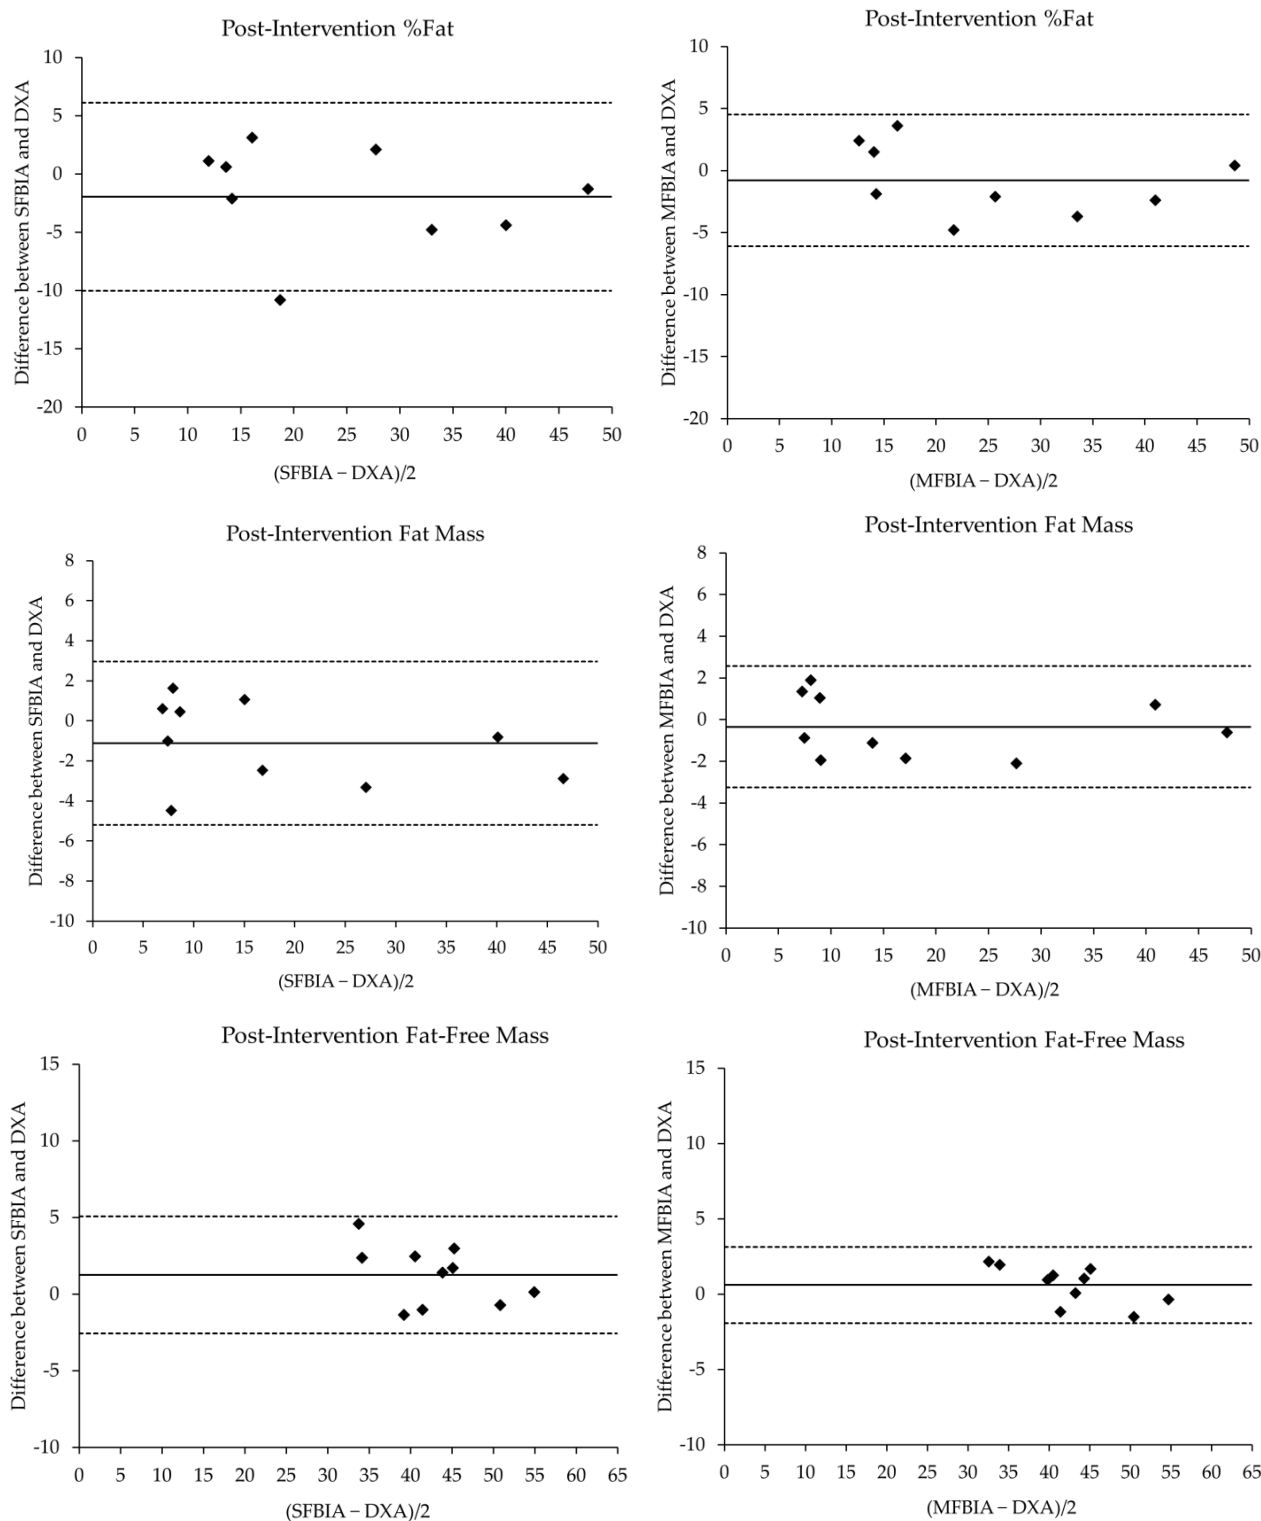 Post-Intervention %Fat
Difference between SFBIA and DXA
10
5
0
-5
-10
-15
-20
0 5 10 15 20 25 30 35 40 45 50
(SFBIA – DXA)/2
Post-Intervention %Fat
Difference between MFBIA and DXA
10
5
0
-5
-10
-15
-20
0 5 10 15 20 25 30 35 40 45 50
(MFBIA – DXA)/2
Post-Intervention Fat Mass
Difference between SFBIA and DXA
8
6
4
2
0
-2
-4
-6
-8
-10
0 5 10 15 20 25 30 35 40 45 50
(SFBIA – DXA)/2
Post-Intervention Fat Mass
Difference between MFBIA and DXA
8
6
4
2
0
-2
-4
-6
-8
-10
0 5 10 15 20 25 30 35 40 45 50
(MFBIA – DXA)/2
Post-Intervention Fat-Free Mass
Difference between SFBIA and DXA
15
10
5
0
-5
-10
0 5 10 15 20 25 30 35 40 45 50 55 60 65
(SFBIA – DXA)/2
Post-Intervention Fat-Free Mass
Difference between MFBIA and DXA
15
10
5
0
-5
-10
0 5 10 15 20 25 30 35 40 45 50 55 60 65
(MFBIA – DXA)/2